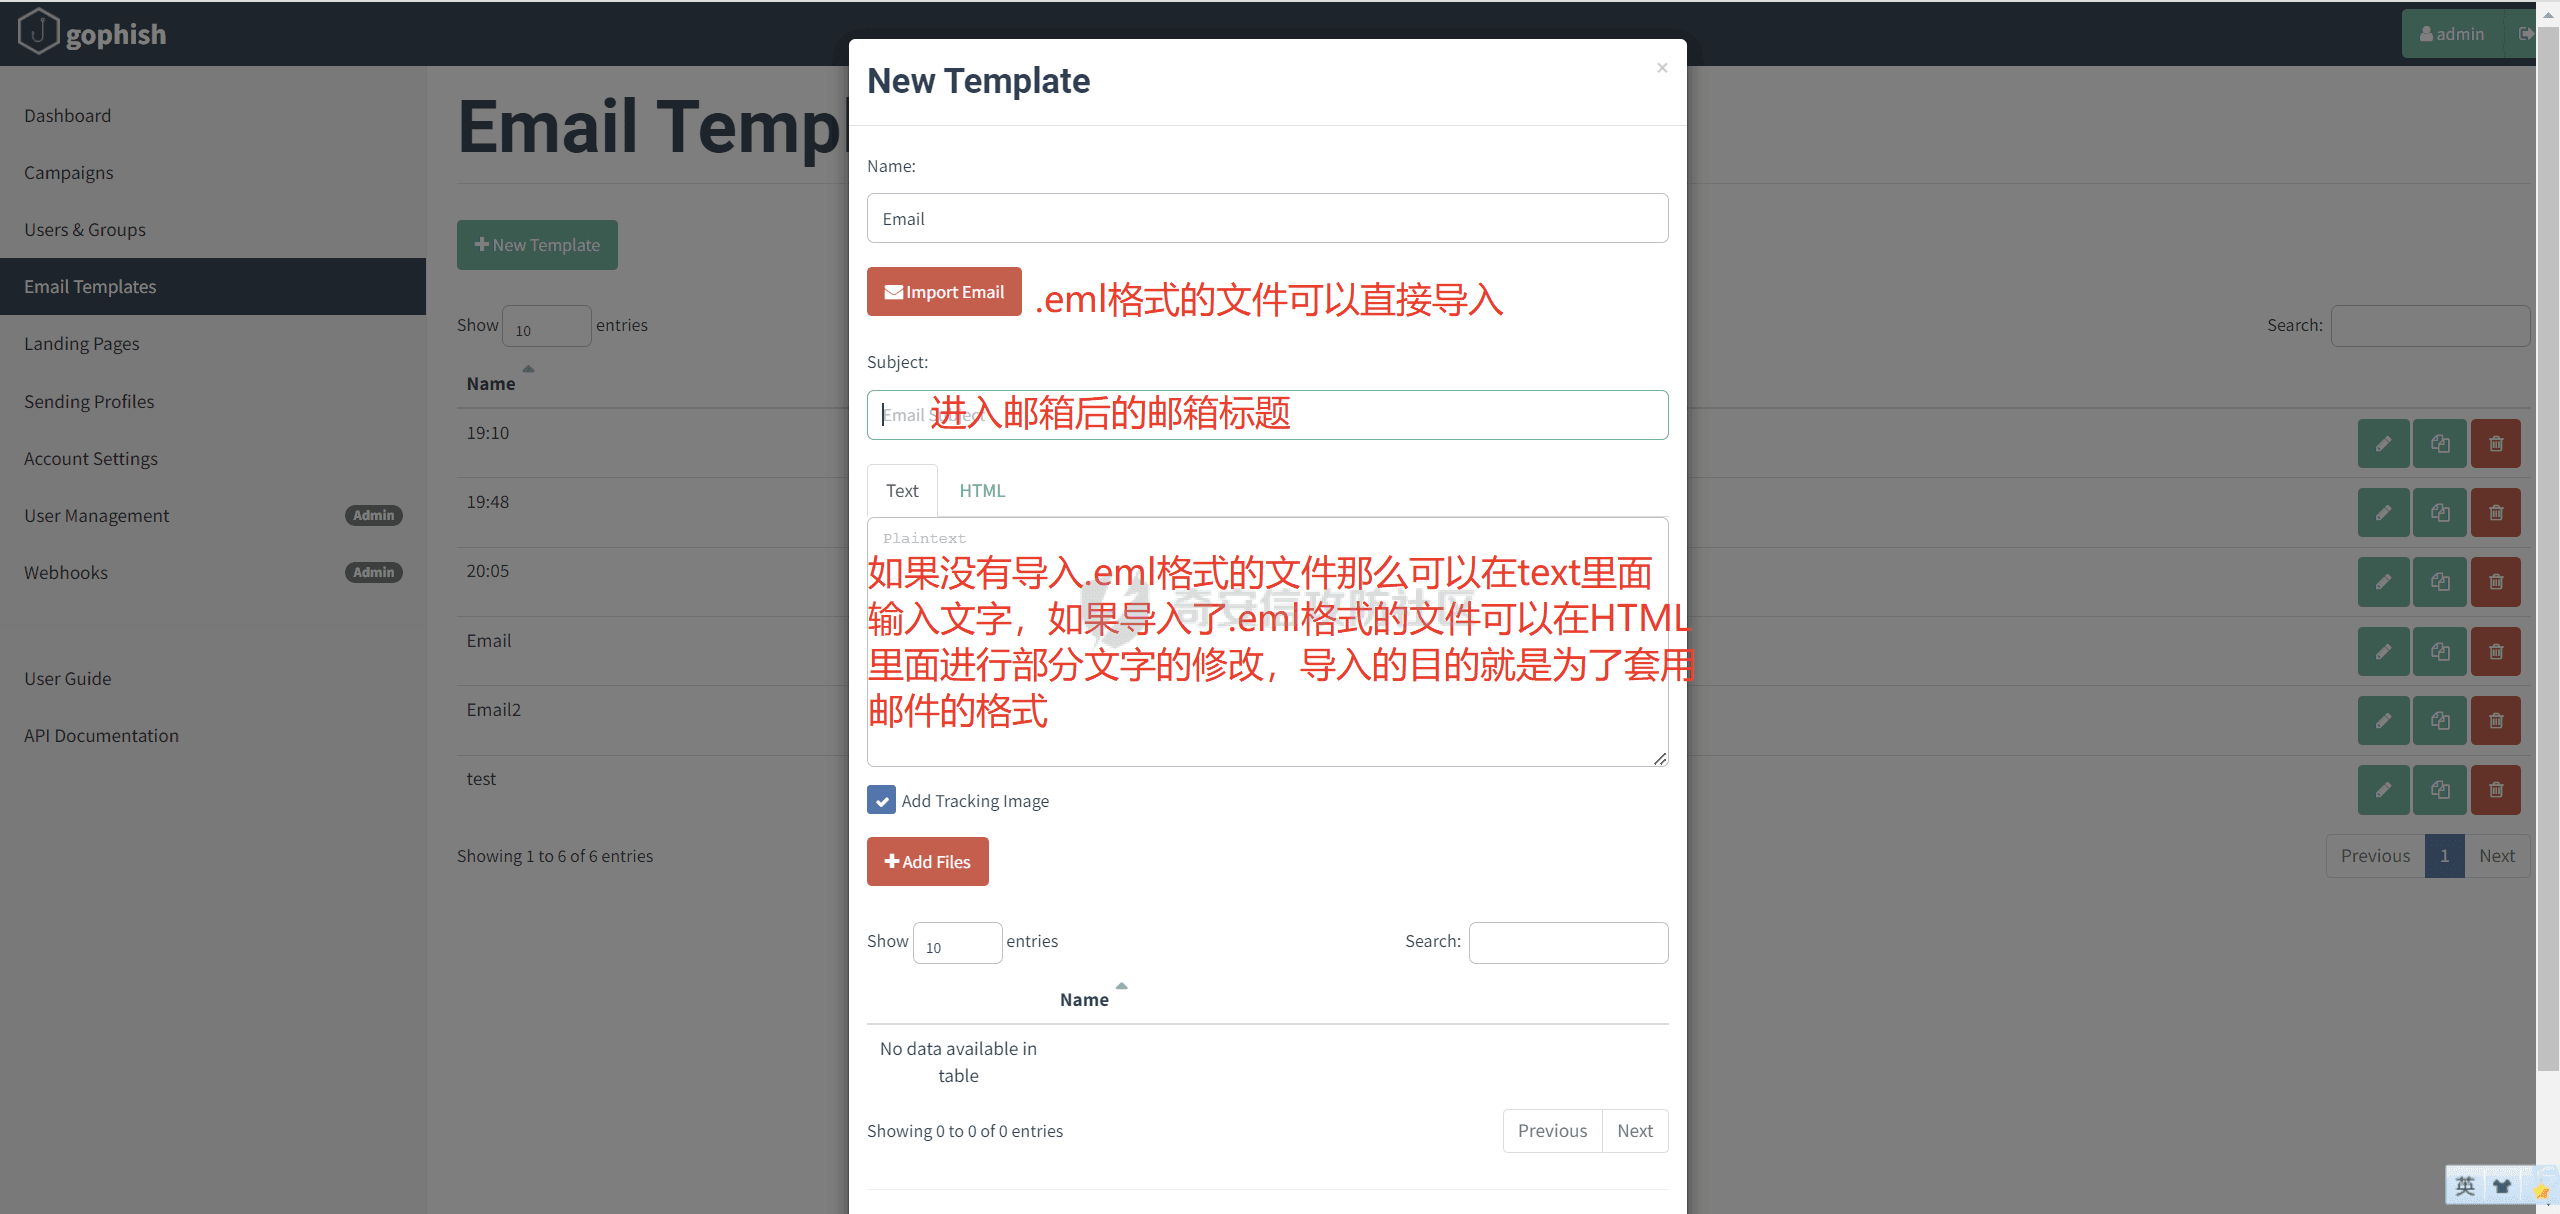 gophish
admin
Dashboard
Campaigns
Users & Groups
Email Templates
Landing Pages
Sending Profiles
Account Settings
User Management Admin
Webhooks Admin
User Guide
API Documentation
Email Templ
New Template
Show 10 entries
Search:
Name
19:10
19:48
20:05
Email
Email2
test
Showing 1 to 6 of 6 entries
Previous 1 Next
New Template
×
Name:
Email
Import Email
.eml格式的文件可以直接导入
Subject:
Email Subject
进入邮箱后的邮箱标题
Text HTML
Plaintext
如果没有导入.eml格式的文件那么可以在text里面
输入文字，如果导入了.eml格式的文件可以在HTML
里面进行部分文字的修改，导入的目的就是为了套用
邮件的格式
奇安信攻防社区
Add Tracking Image
Add Files
Show 10 entries
Search:
Name
No data available in
table
Showing 0 to 0 of 0 entries
Previous Next
英